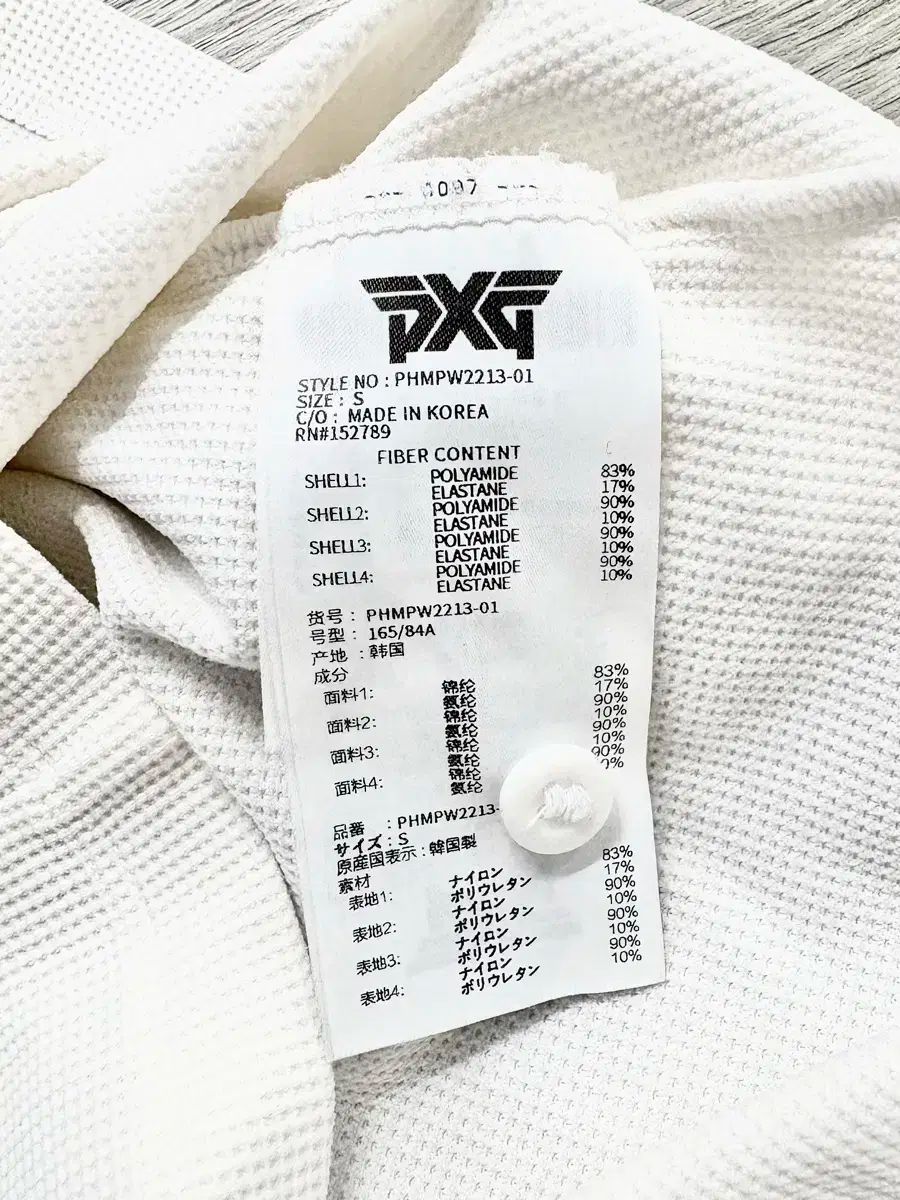 0007
PXG
STYLE NO : PHMPW2213-01
SIZE : S
C/O : MADE IN KOREA
RN#152789
FIBER CONTENT
SHELL1: POLYAMIDE 83%
ELASTANE 17%
SHELL2: POLYAMIDE 90%
ELASTANE 10%
SHELL3: POLYAMIDE 90%
ELASTANE 10%
SHELL4: POLYAMIDE 90%
ELASTANE 10%
货号 : PHMPW2213-01
号型 : 165/84A
产地 : 韩国
成分
面料1: 锦纶 83%
氨纶 17%
面料2: 锦纶 90%
氨纶 10%
面料3: 锦纶 90%
氨纶 10%
面料4: 锦纶 90%
氨纶 0%
品番 : PHMPW2213-
サイズ : S
原産国表示 : 韓国製
素材
表地1: ナイロン 83%
ポリウレタン 17%
表地2: ナイロン 90%
ポリウレタン 10%
表地3: ナイロン 90%
ポリウレタン 10%
表地4: ナイロン 90%
ポリウレタン 10%